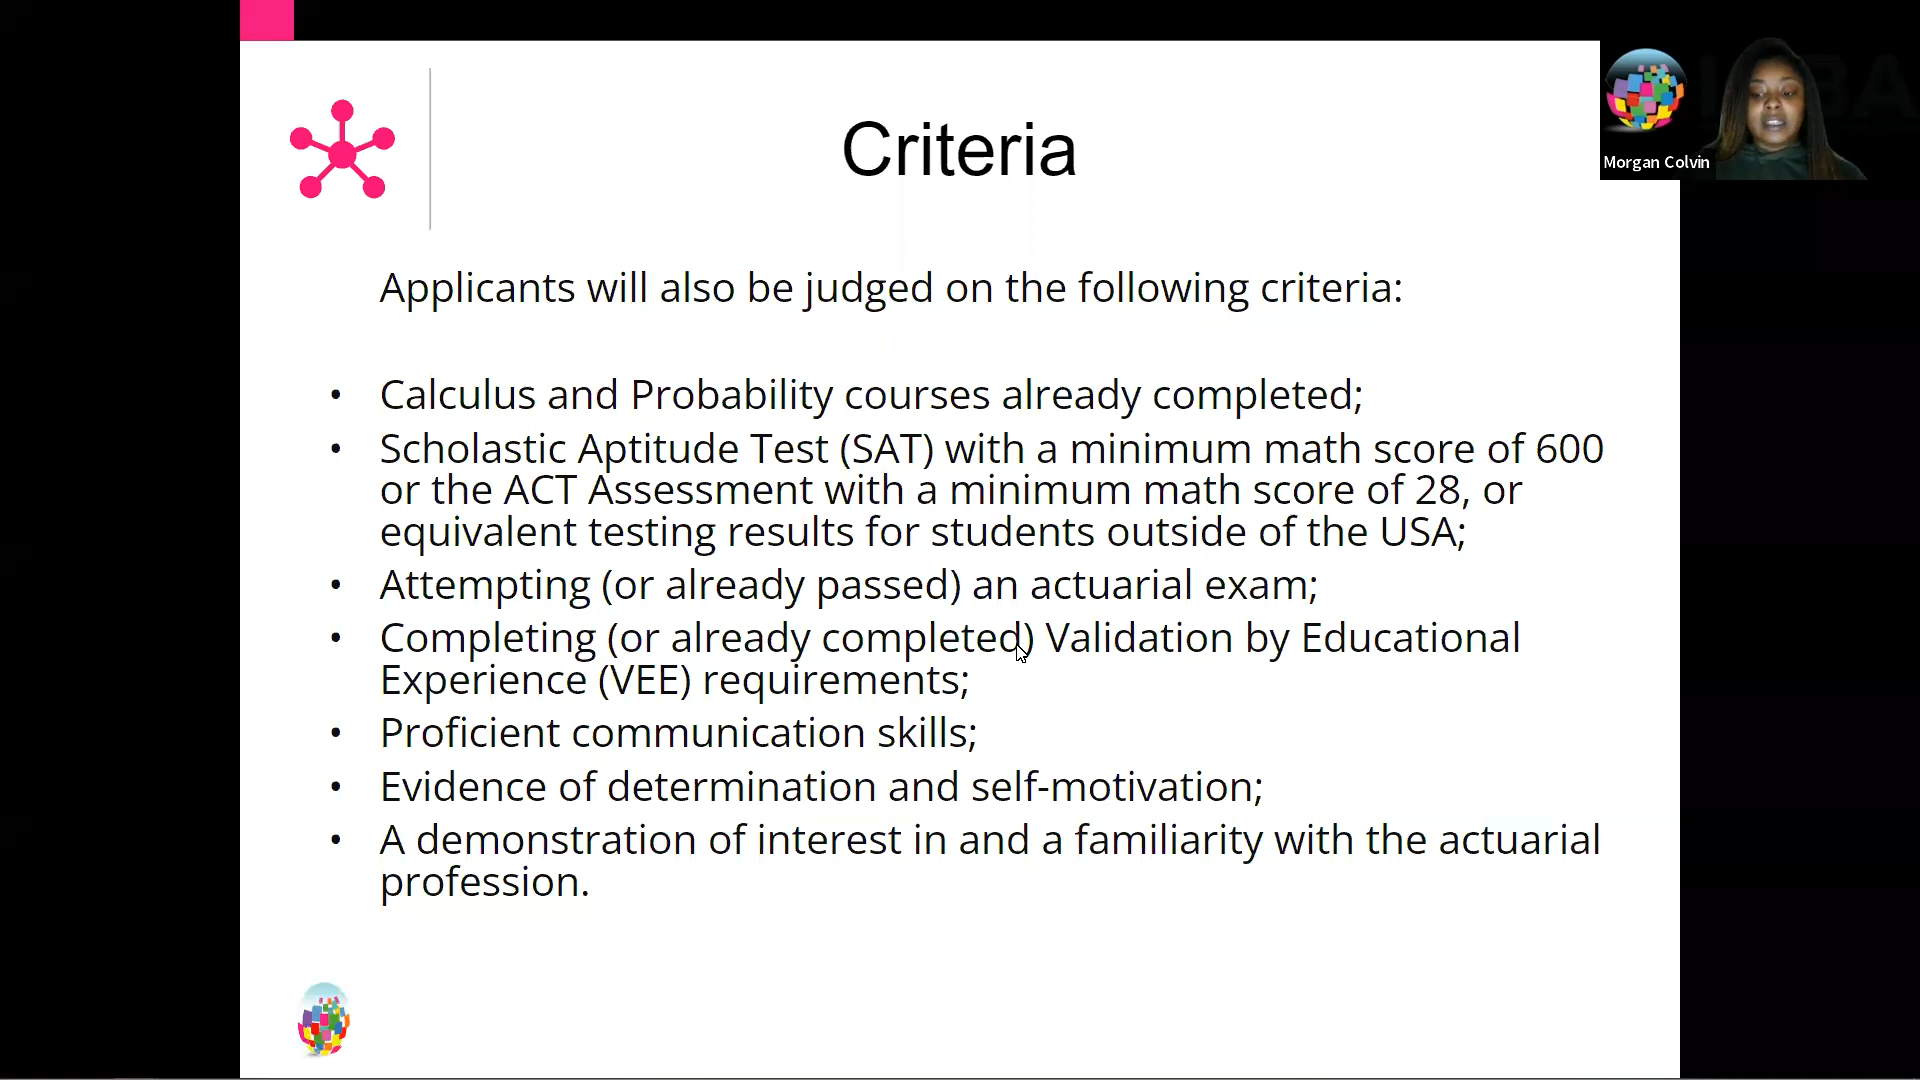 Criteria
Morgan Colvin
Applicants will also be judged on the following criteria:
• Calculus and Probability courses already completed;
• Scholastic Aptitude Test (SAT) with a minimum math score of 600
or the ACT Assessment with a minimum math score of 28, or
equivalent testing results for students outside of the USA;
• Attempting (or already passed) an actuarial exam;
• Completing (or already completed) Validation by Educational
Experience (VEE) requirements;
• Proficient communication skills;
• Evidence of determination and self-motivation;
• A demonstration of interest in and a familiarity with the actuarial
profession.